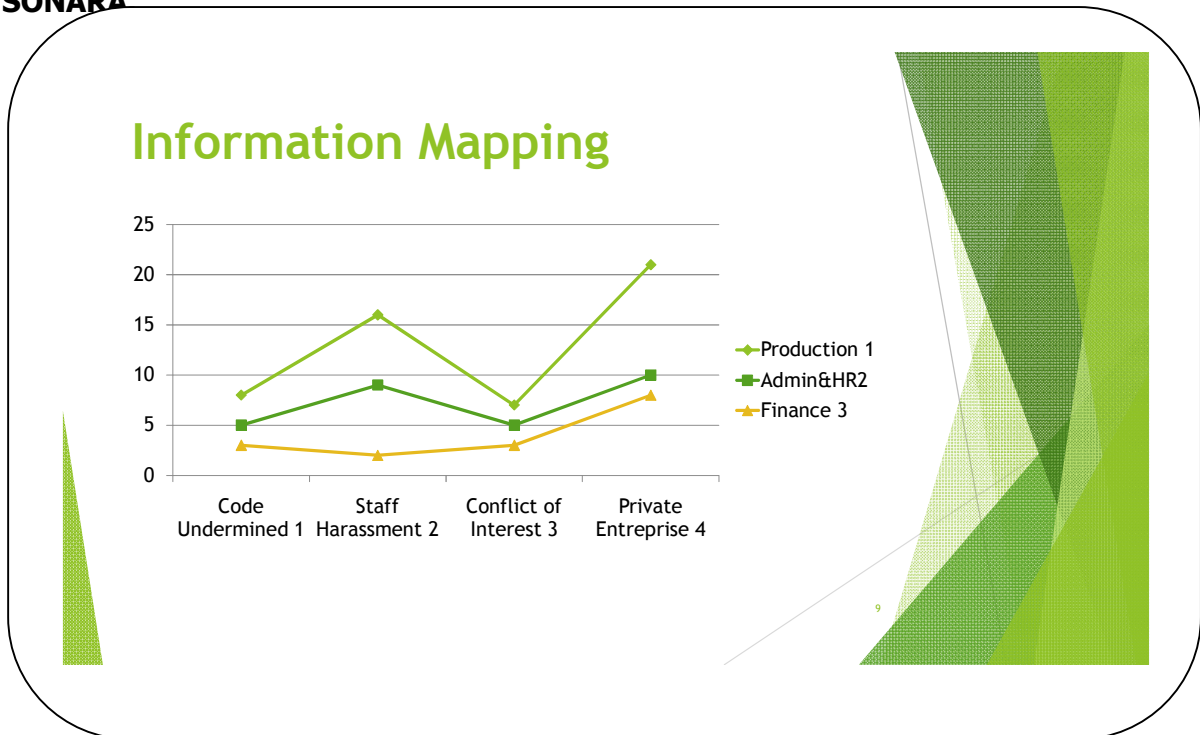 SONARA
Information Mapping
25
20
15
10
5
0
Code
Undermined 1
Staff
Harassment 2
Conflict of
Interest 3
Private
Entreprise 4
Production 1
Admin&HR2
Finance 3
9